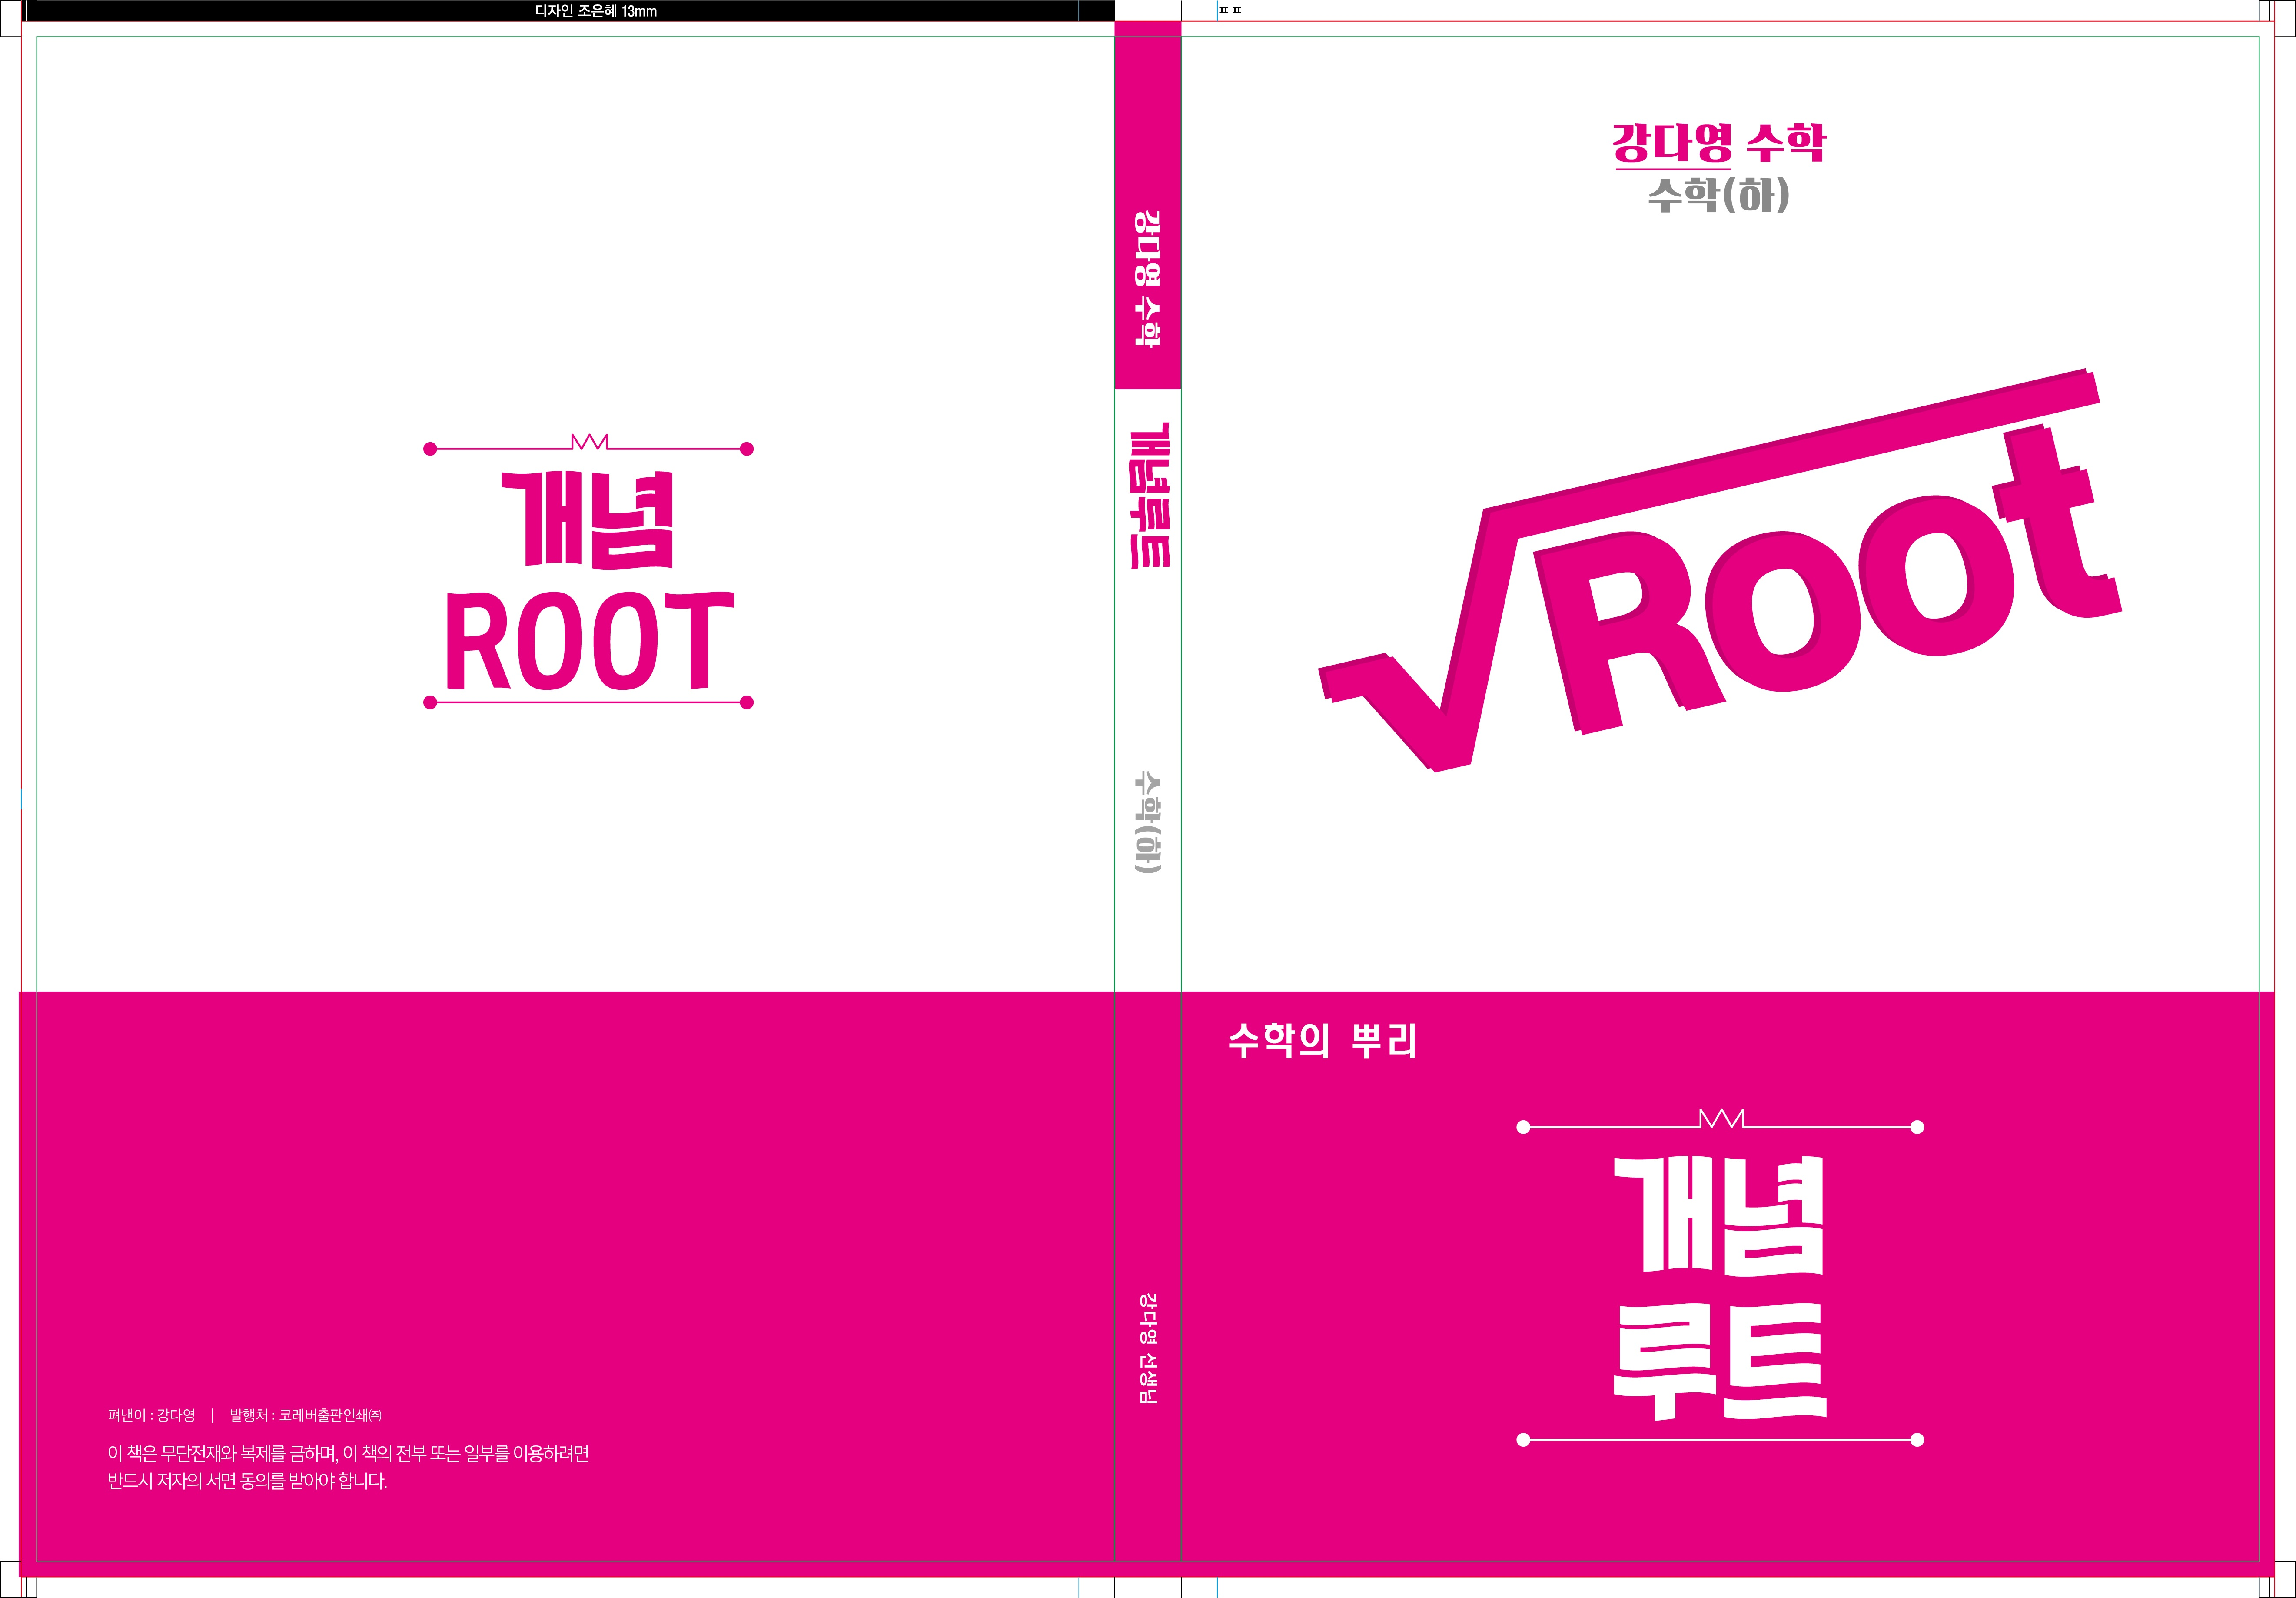 디자인 조은혜 13mm
ㅍ ㅍ
개념
ROOT
펴낸이 : 강다영 | 발행처 : 코레버출판인쇄㈜
이 책은 무단전재와 복제를 금하며, 이 책의 전부 또는 일부를 이용하려면
반드시 저자의 서면 동의를 받아야 합니다.
강다영 수학
개념루트
수학(하)
강다영 선생님
강다영 수학
수학(하)
√Root
수학의 뿌리
개념
루트